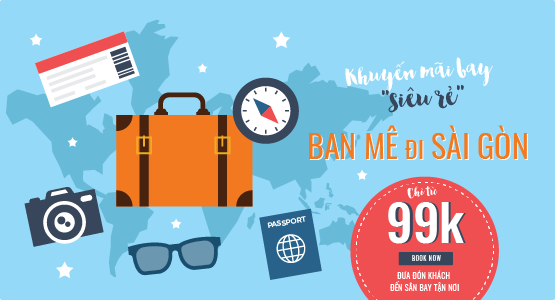 Khuyến mãi bay
"siêu rẻ"
BAN MÊ ĐI SÀI GÒN
PASSPORT
Chỉ từ
99k
BOOK NOW
ĐƯA ĐÓN KHÁCH
ĐẾN SÂN BAY TẬN NƠI